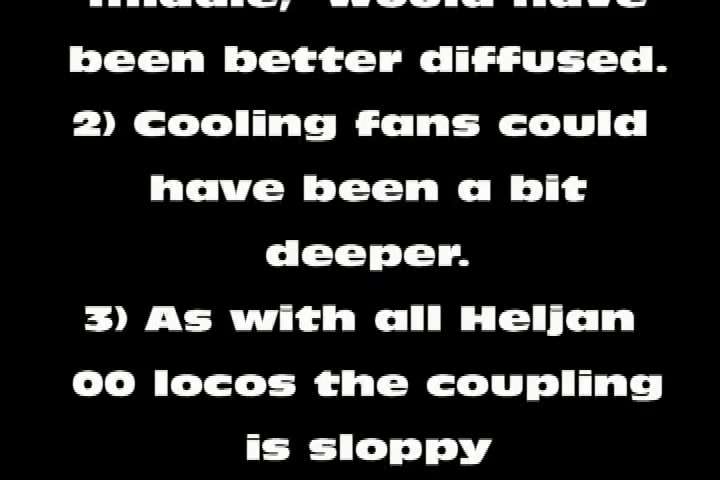 middle, would have
been better diffused.
2) Cooling fans could
have been a bit
deeper.
3) As with all Heljan
00 locos the coupling
is sloppy